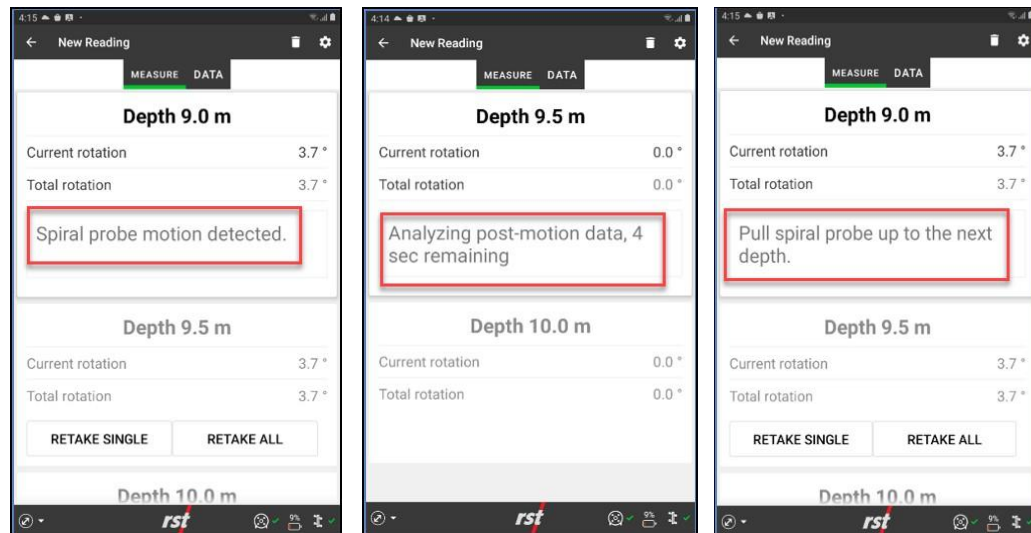 4:15
New Reading
MEASURE DATA
Depth 9.0 m
Current rotation 3.7 °
Total rotation 3.7 °
Spiral probe motion detected.
Depth 9.5 m
Current rotation 3.7 °
Total rotation 3.7 °
RETAKE SINGLE RETAKE ALL
Depth 10.0 m
rst 9%
4:14
New Reading
MEASURE DATA
Depth 9.5 m
Current rotation 0.0 °
Total rotation 0.0 °
Analyzing post-motion data, 4
sec remaining
Depth 10.0 m
Current rotation 0.0 °
Total rotation 0.0 °
rst 9%
4:15
New Reading
MEASURE DATA
Depth 9.0 m
Current rotation 3.7 °
Total rotation 3.7 °
Pull spiral probe up to the next
depth.
Depth 9.5 m
Current rotation 3.7 °
Total rotation 3.7 °
RETAKE SINGLE RETAKE ALL
Depth 10.0 m
rst 9%